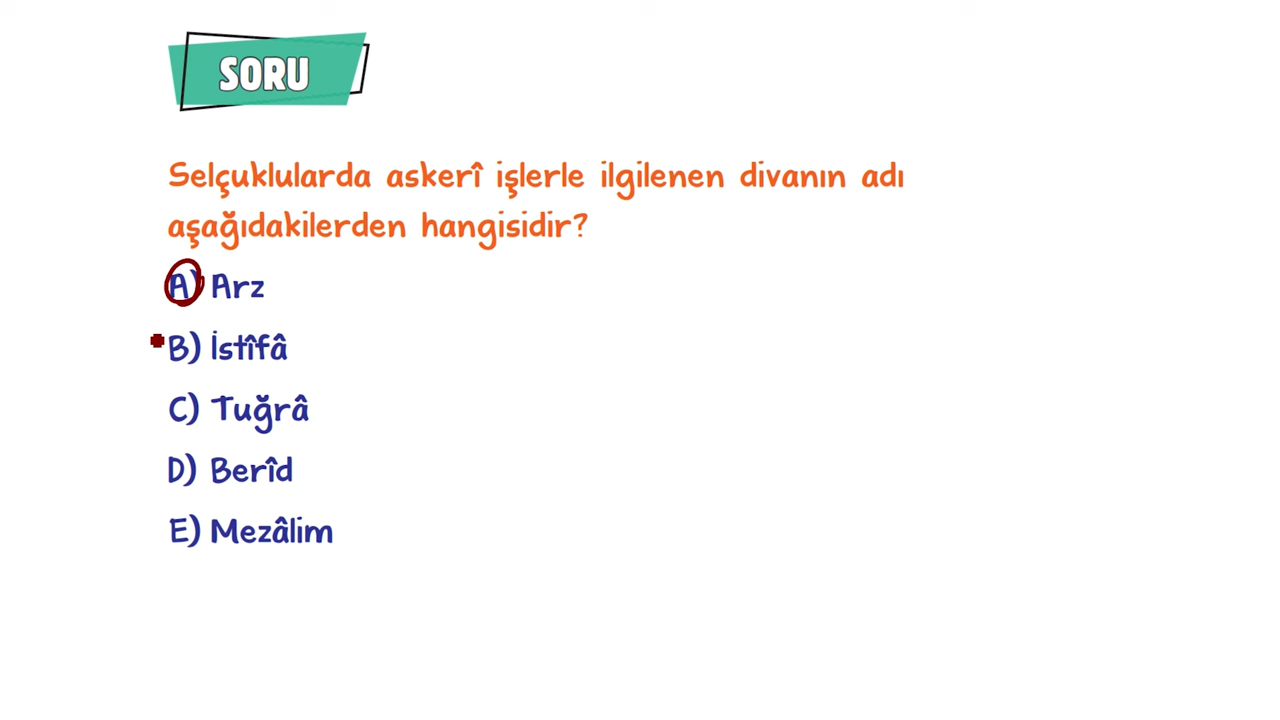 SORU
Selçuklularda askerî işlerle ilgilenen divanın adı
aşağıdakilerden hangisidir?
A) Arz
B) İstîfâ
C) Tuğrâ
D) Berîd
E) Mezâlim